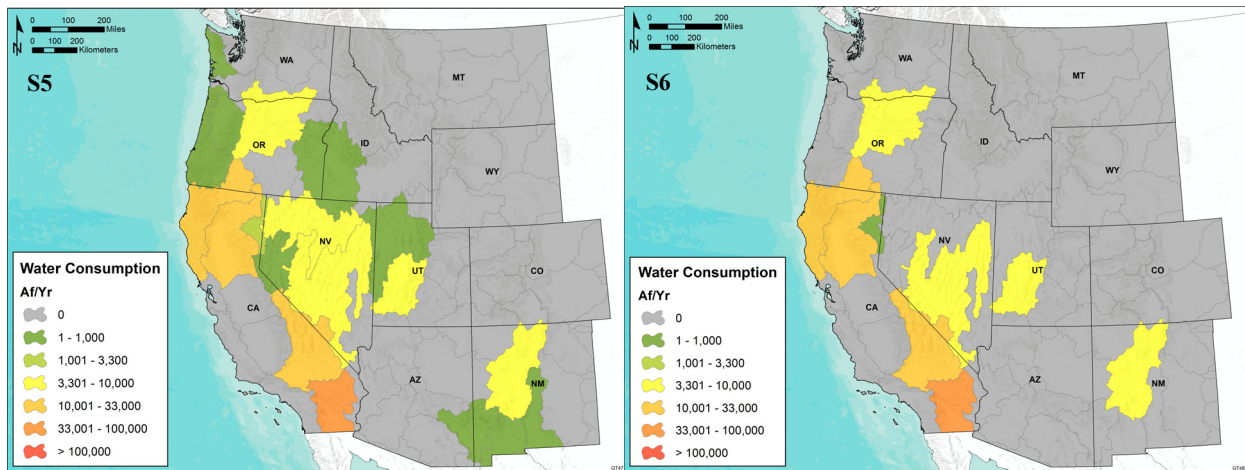 0 100 200
Miles
0 100 200
Kilometers
N
S5
WA
MT
OR
ID
WY
NV
UT
CO
CA
AZ
NM
Water Consumption
Af/Yr
0
1 - 1,000
1,001 - 3,300
3,301 - 10,000
10,001 - 33,000
33,001 - 100,000
> 100,000
GT47
0 100 200
Miles
0 100 200
Kilometers
N
S6
WA
MT
OR
ID
WY
NV
UT
CO
CA
AZ
NM
Water Consumption
Af/Yr
0
1 - 1,000
1,001 - 3,300
3,301 - 10,000
10,001 - 33,000
33,001 - 100,000
> 100,000